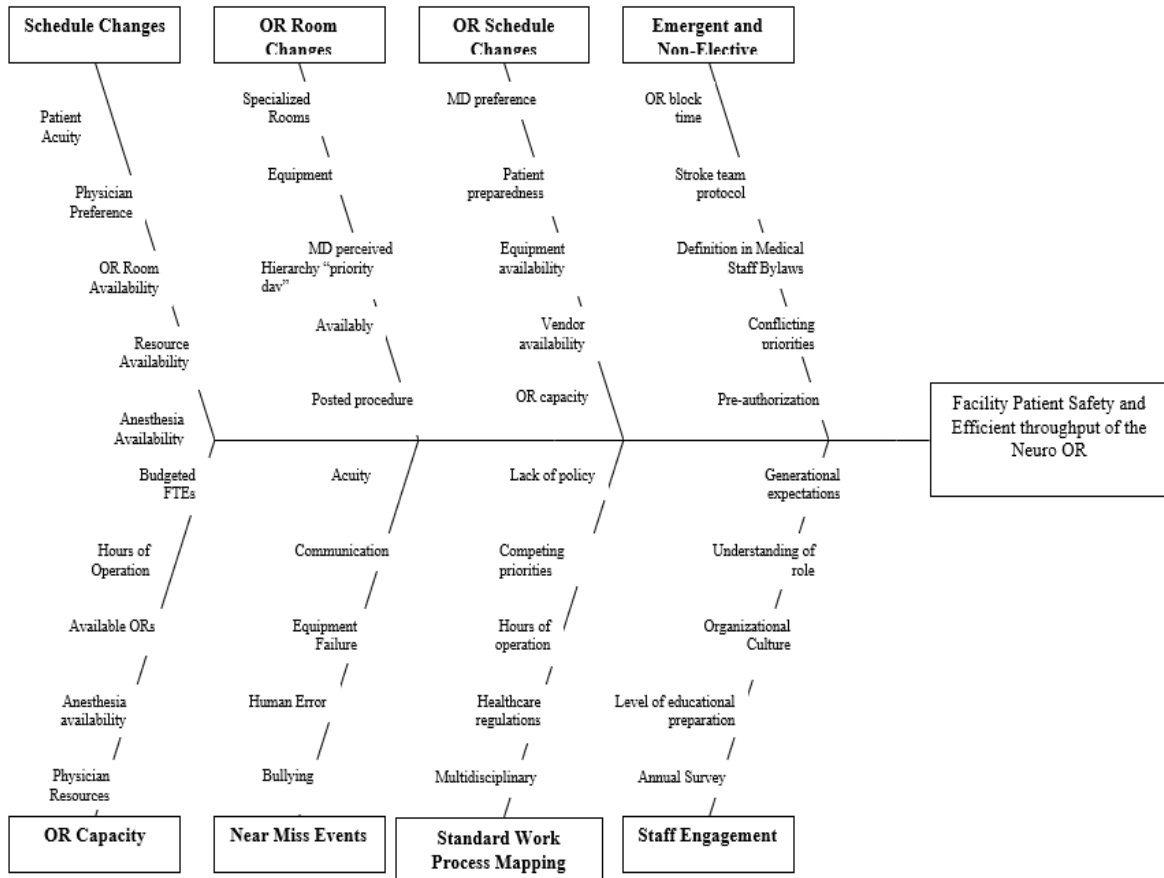 Schedule Changes
OR Room
Changes
OR Schedule Changes
Emergent and
Non-Elective
Patient
Acuity
Physician
Preference
OR Room
Availability
Resource
Availability
Anesthesia
Availability
Specialized
Rooms
Equipment
MD perceived
Hierarchy “priority
day”
Availably
Posted procedure
MD preference
Patient
preparedness
Equipment
availability
Vendor
availability
OR capacity
OR block
time
Stroke team
protocol
Definition in Medical
Staff Bylaws
Conflicting
priorities
Pre-authorization
Facility Patient Safety and
Efficient throughput of the
Neuro OR
Budgeted
FTEs
Hours of
Operation
Available ORs
Anesthesia
availability
Physician
Resources
OR Capacity
Acuity
Communication
Equipment
Failure
Human Error
Bullying
Near Miss Events
Lack of policy
Competing
priorities
Hours of
operation
Healthcare
regulations
Multidisciplinary
Standard Work
Process Mapping
Generational
expectations
Understanding of
role
Organizational
Culture
Level of educational
preparation
Annual Survey
Staff Engagement